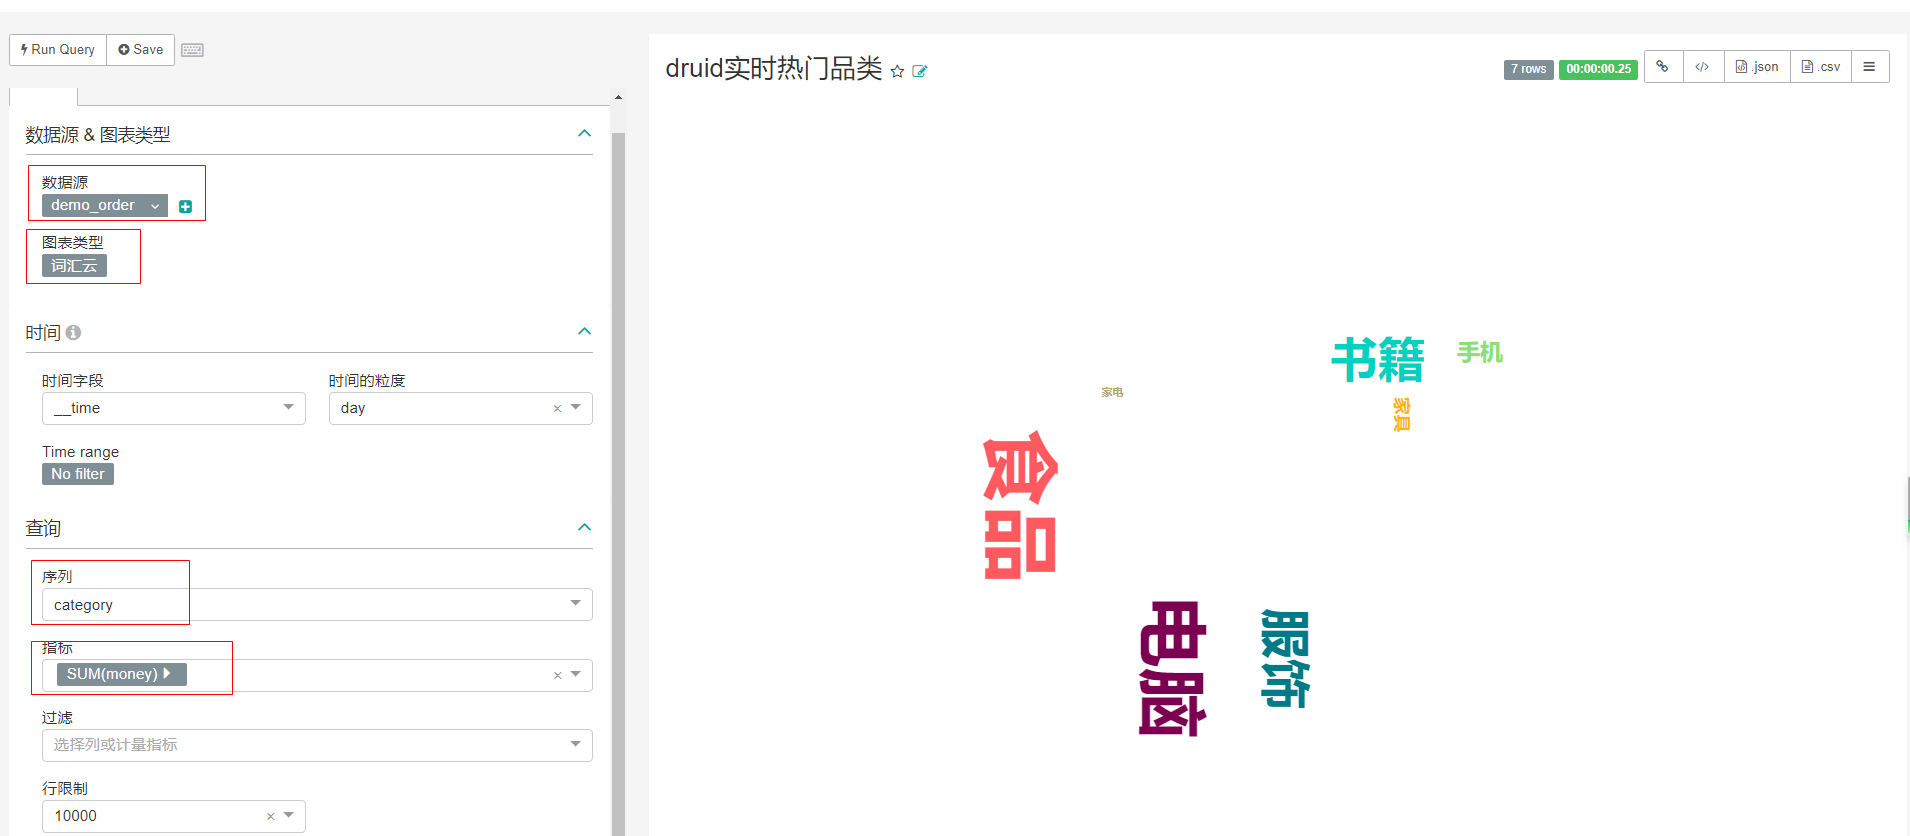 Run Query
Save
数据源 & 图表类型
数据源
demo_order
图表类型
词汇云
时间
时间字段
时间的粒度
__time
day
Time range
No filter
查询
序列
category
指标
SUM(money)
过滤
选择列或计量指标
行限制
10000
druid实时热门品类
7 rows
00:00:00.25
</>
.json
.csv
书籍
手机
家电
家具
食品
电脑
服饰